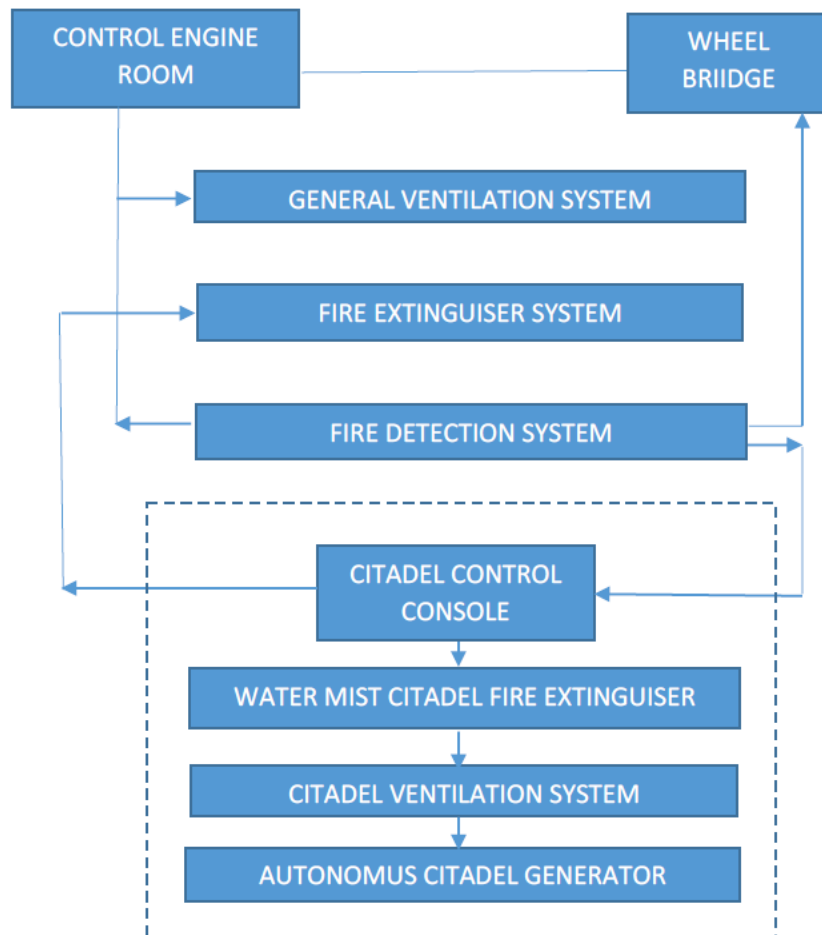 CONTROL ENGINE
ROOM
WHEEL
BRIIDGE
GENERAL VENTILATION SYSTEM
FIRE EXTINGUISER SYSTEM
FIRE DETECTION SYSTEM
CITADEL CONTROL
CONSOLE
WATER MIST CITADEL FIRE EXTINGUISER
CITADEL VENTILATION SYSTEM
AUTONOMUS CITADEL GENERATOR